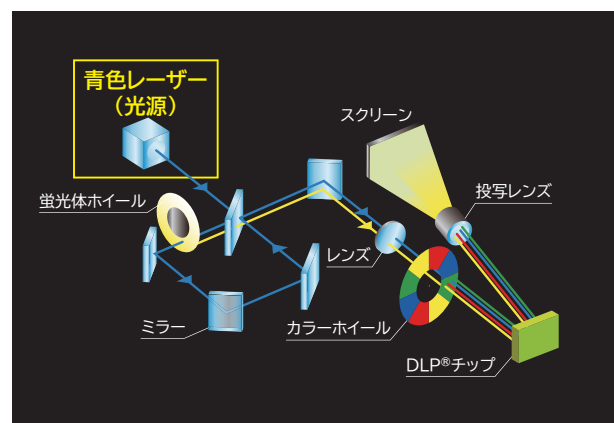 青色レーザー
（光源）
スクリーン
蛍光体ホイール
投写レンズ
レンズ
ミラー
カラーホイール
DLP®チップ